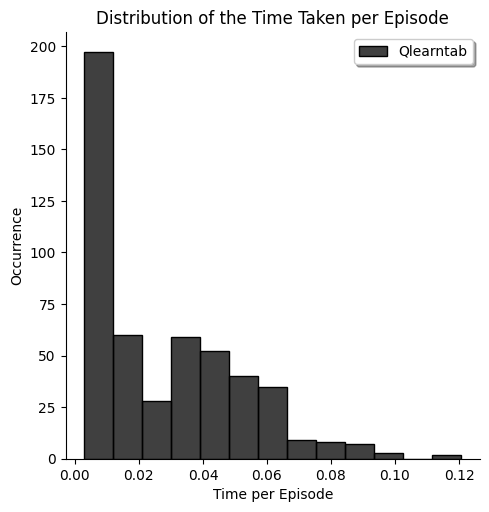 Distribution of the Time Taken per Episode
Qlearntab
Occurrence
200
175
150
125
100
75
50
25
0
0.00 0.02 0.04 0.06 0.08 0.10 0.12
Time per Episode